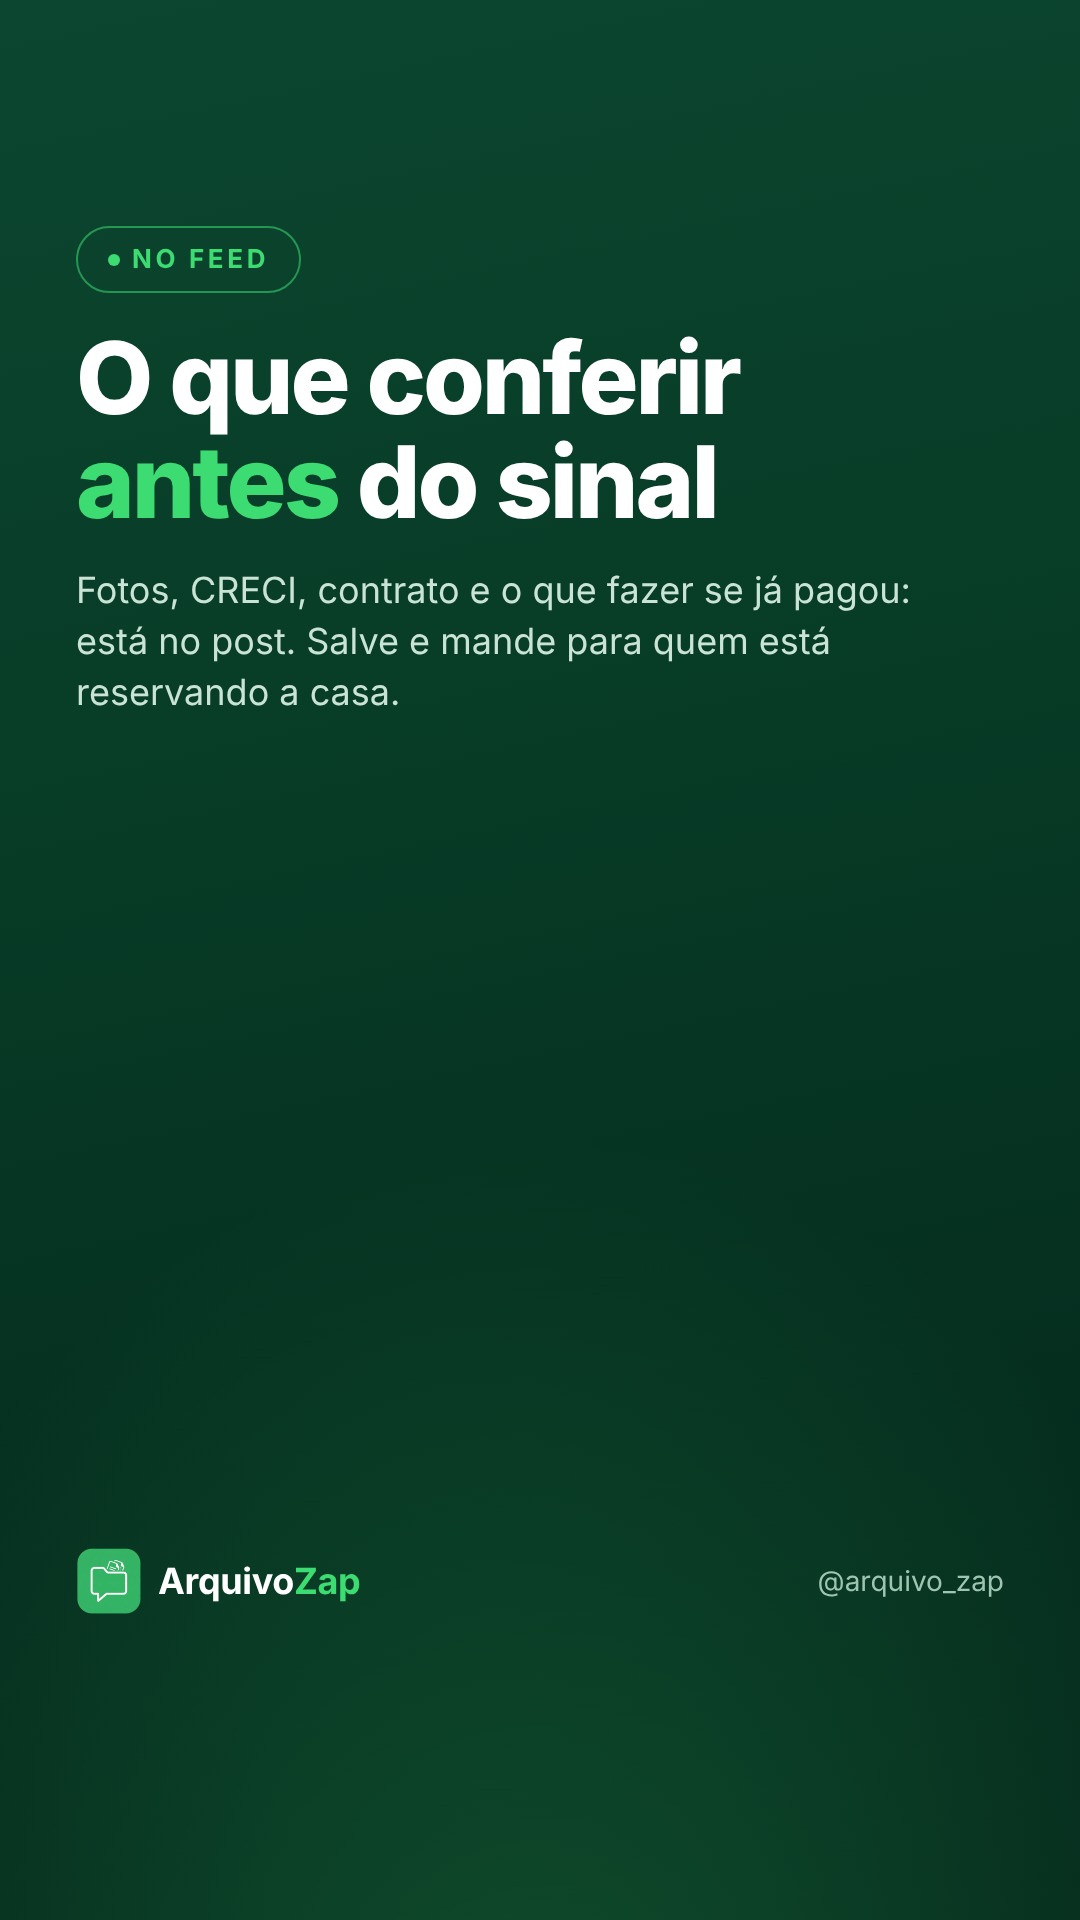 NO FEED
O que conferir
antes do sinal
Fotos, CRECI, contrato e o que fazer se já pagou:
está no post. Salve e mande para quem está
reservando a casa.
ArquivoZap
@arquivo_zap